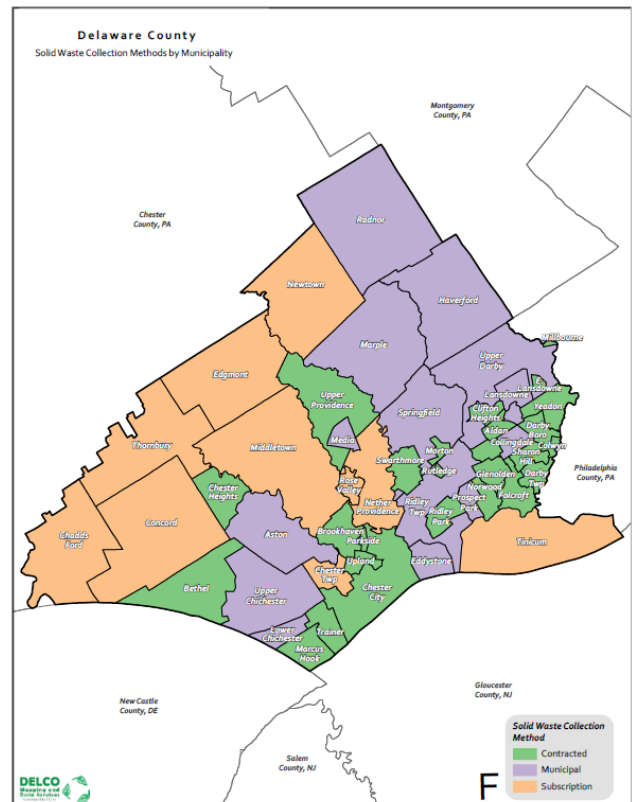 Delaware County
Solid Waste Collection Methods by Municipality
Montgomery
County, PA
Chester
County, PA
Radnor
Newtown
Haverford
Marple
Millbourne
Upper
Darby
Edgmont
E
Lansdowne
Lansdowne
Upper
Providence
Springfield
Clifton
Heights
Yeadon
Media
Aldan
Darby
Boro
Thornbury
Middletown
Morton
Collingdale
Colwyn
Swarthmore
Sharon
Hill
Rutledge
Glenolden
Darby
Twp
Philadelphia
County, PA
Chester
Heights
Rose
Valley
Nether
Providence
Ridley
Twp
Prospect
Park
Norwood
Folcroft
Ridley
Park
Concord
Chadds
Ford
Aston
Brookhaven
Parkside
Tinicum
Eddystone
Upland
Chester
Twp
Bethel
Upper
Chichester
Chester
City
Lower
Chichester
Trainer
Marcus
Hook
New Castle
County, DE
Gloucester
County, NJ
Salem
County, NJ
Solid Waste Collection
Method
Contracted
Municipal
Subscription
F
DELCO
Mapping and